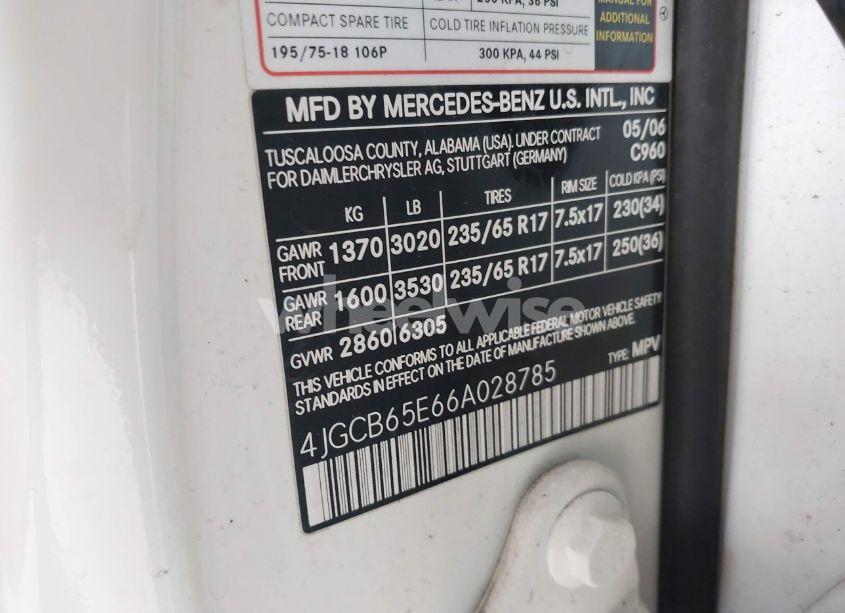 250 KPA, 36 PSI
MANUAL FOR
ADDITIONAL
INFORMATION
COMPACT SPARE TIRE COLD TIRE INFLATION PRESSURE
195/75-18 106P 300 KPA, 44 PSI
MFD BY MERCEDES-BENZ U.S. INTL., INC
TUSCALOOSA COUNTY, ALABAMA (USA). UNDER CONTRACT 05/06
FOR DAIMLERCHRYSLER AG, STUTTGART (GERMANY) C960
KG LB TIRES RIM SIZE COLD KPA (PSI)
GAWR FRONT 1370 3020 235/65 R17 7.5x17 230(34)
GAWR REAR 1600 3530 235/65 R17 7.5x17 250(36)
GVWR 2860 6305
wheelwise
THIS VEHICLE CONFORMS TO ALL APPLICABLE FEDERAL MOTOR VEHICLE SAFETY
STANDARDS IN EFFECT ON THE DATE OF MANUFACTURE SHOWN ABOVE.
TYPE: MPV
4JGCB65E66A028785